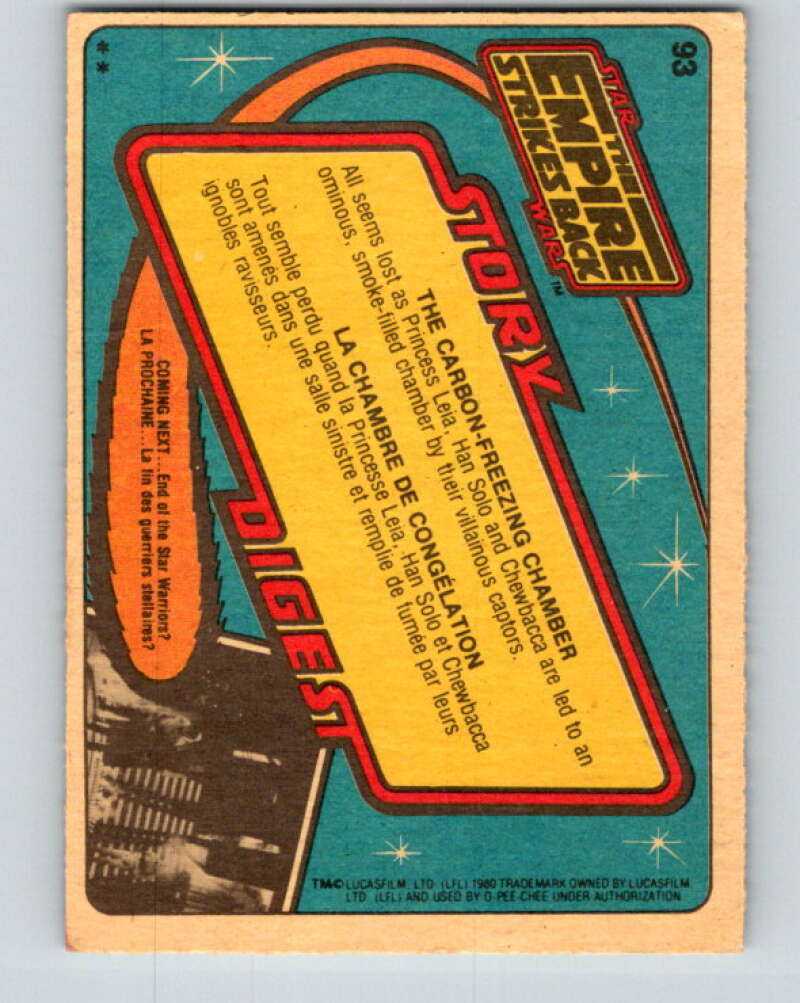 93
STAR
THE
EMPIRE
STRIKES BACK
WARS™
STORY
THE CARBON-FREEZING CHAMBER
All seems lost as Princess Leia, Han Solo and Chewbacca are led to an
ominous, smoke-filled chamber by their villainous captors.
LA CHAMBRE DE CONGÉLATION
Tout semble perdu quand la Princesse Leia, Han Solo et Chewbacca
sont amenés dans une salle sinistre et remplie de fumée par leurs
ignobles ravisseurs.
DIGEST
COMING NEXT...End of the Star Warriors?
LA PROCHAINE...La fin des guerriers stellaires?
TM© LUCASFILM, LTD. (LFL) 1980 TRADEMARK OWNED BY LUCASFILM
LTD. (LFL) AND USED BY O-PEE-CHEE UNDER AUTHORIZATION.
**